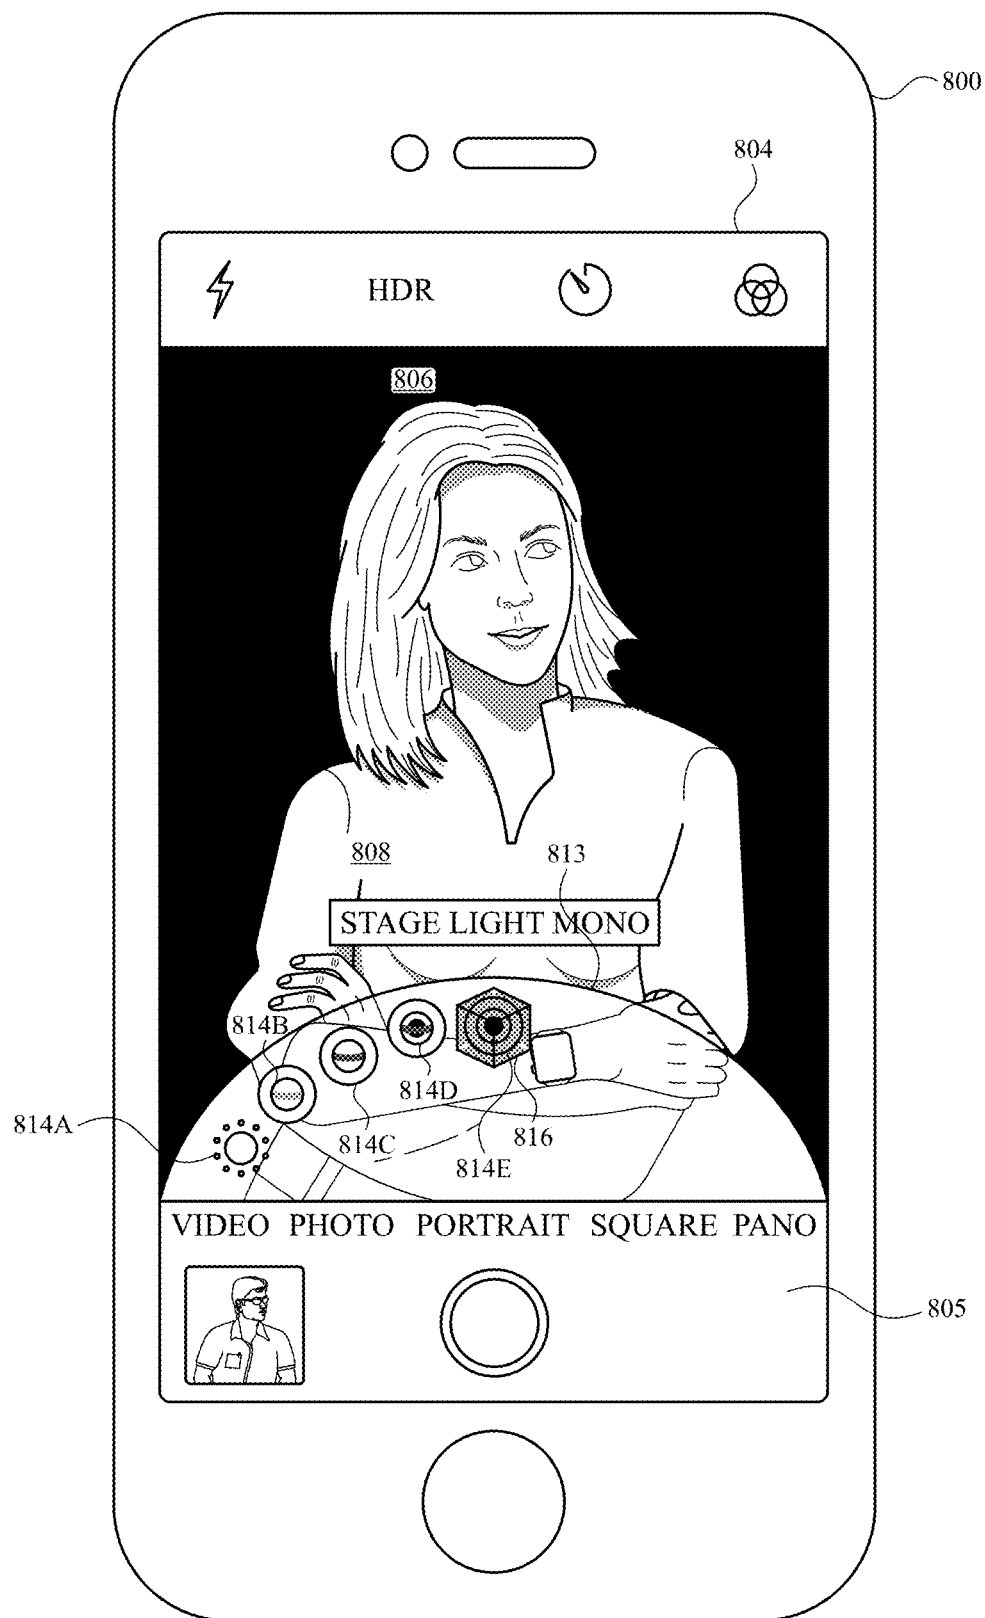 800
804
HDR
806
808
813
STAGE LIGHT MONO
814B
814D
814A
814C
816
814E
VIDEO PHOTO PORTRAIT SQUARE PANO
805